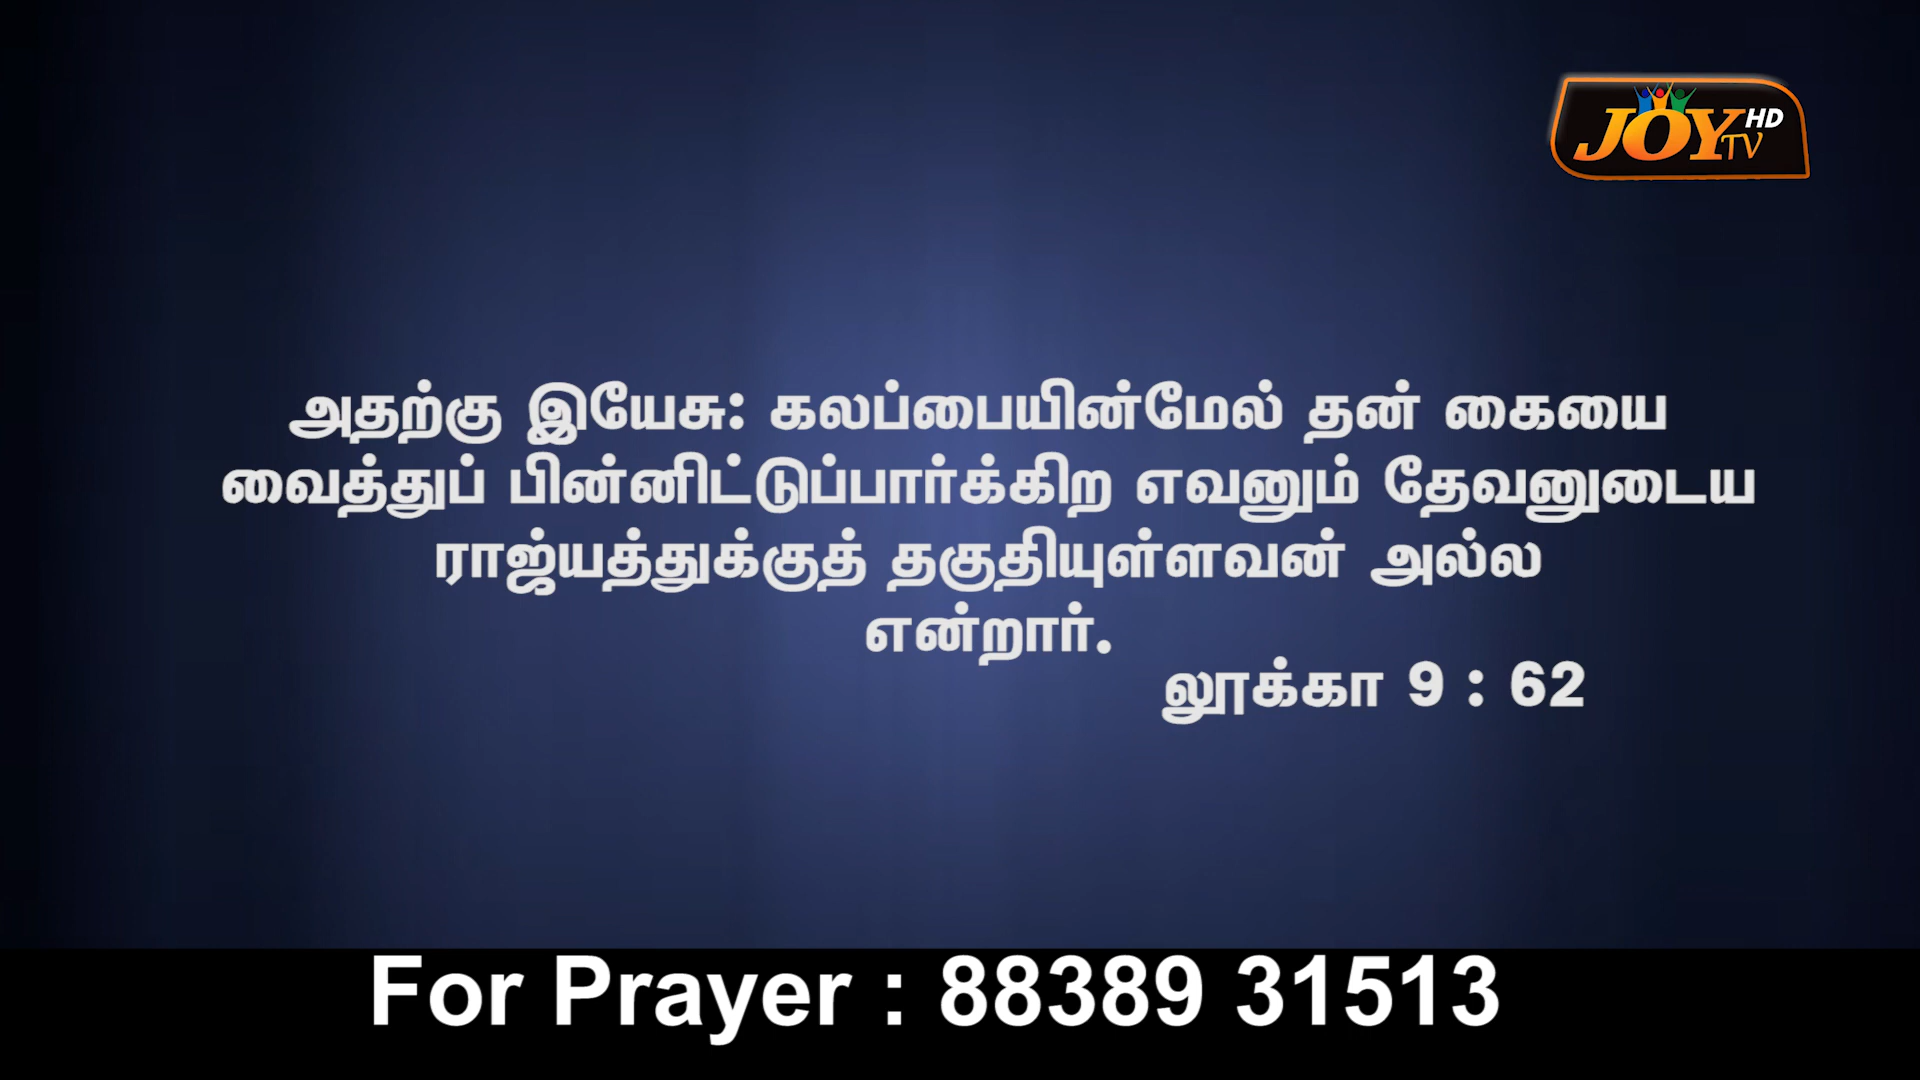 JOY HD
TV
அதற்கு இயேசு: கலப்பையின்மேல் தன் கையை
வைத்துப் பின்னிட்டுப்பார்க்கிற எவனும் தேவனுடைய
ராஜ்யத்துக்குத் தகுதியுள்ளவன் அல்ல
என்றார்.
லூக்கா 9 : 62
For Prayer : 88389 31513